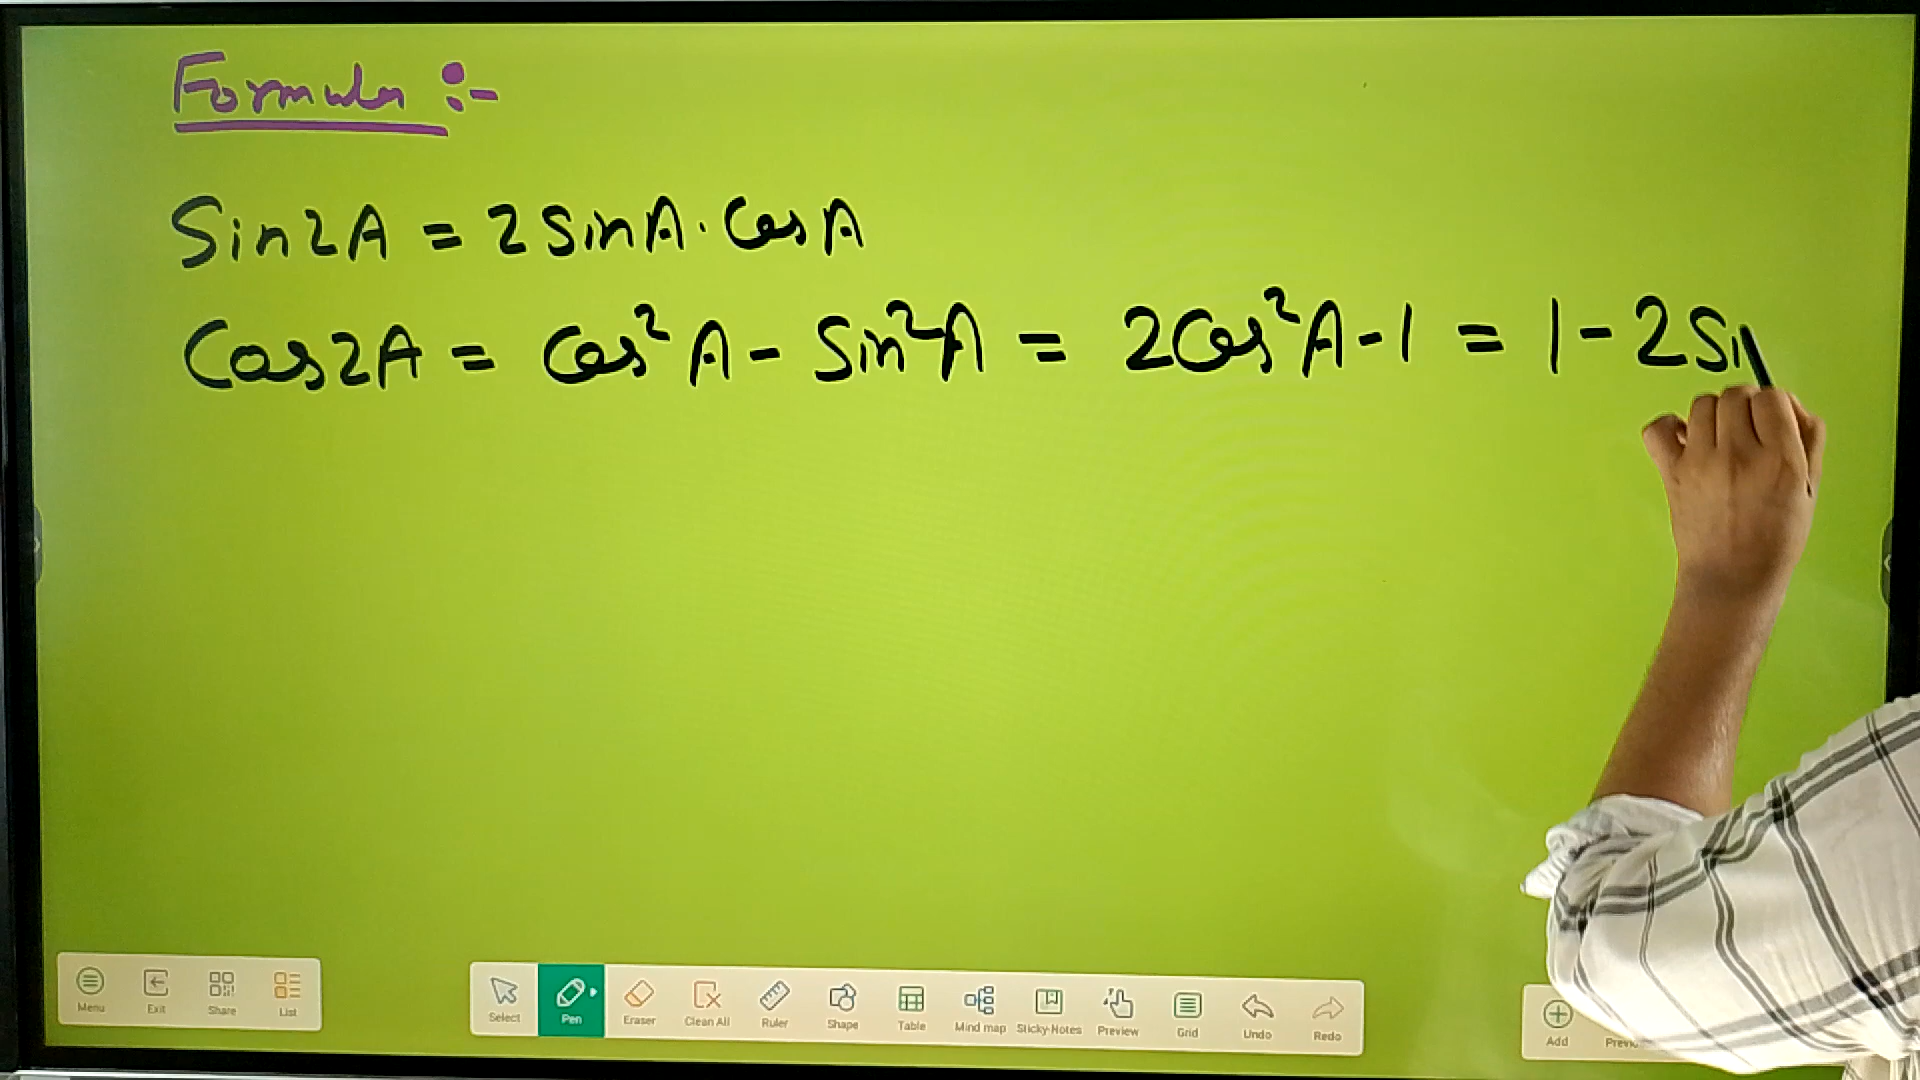 Formula :-
Sin2A = 2SinA.CosA
Cos2A = Cos²A - Sin²A = 2Cos²A-1 = 1-2Si
Menu Exit Share List
Select Pen Eraser Clean All Ruler Shape Table Mind map Sticky Notes Preview Grid Undo Redo
Add